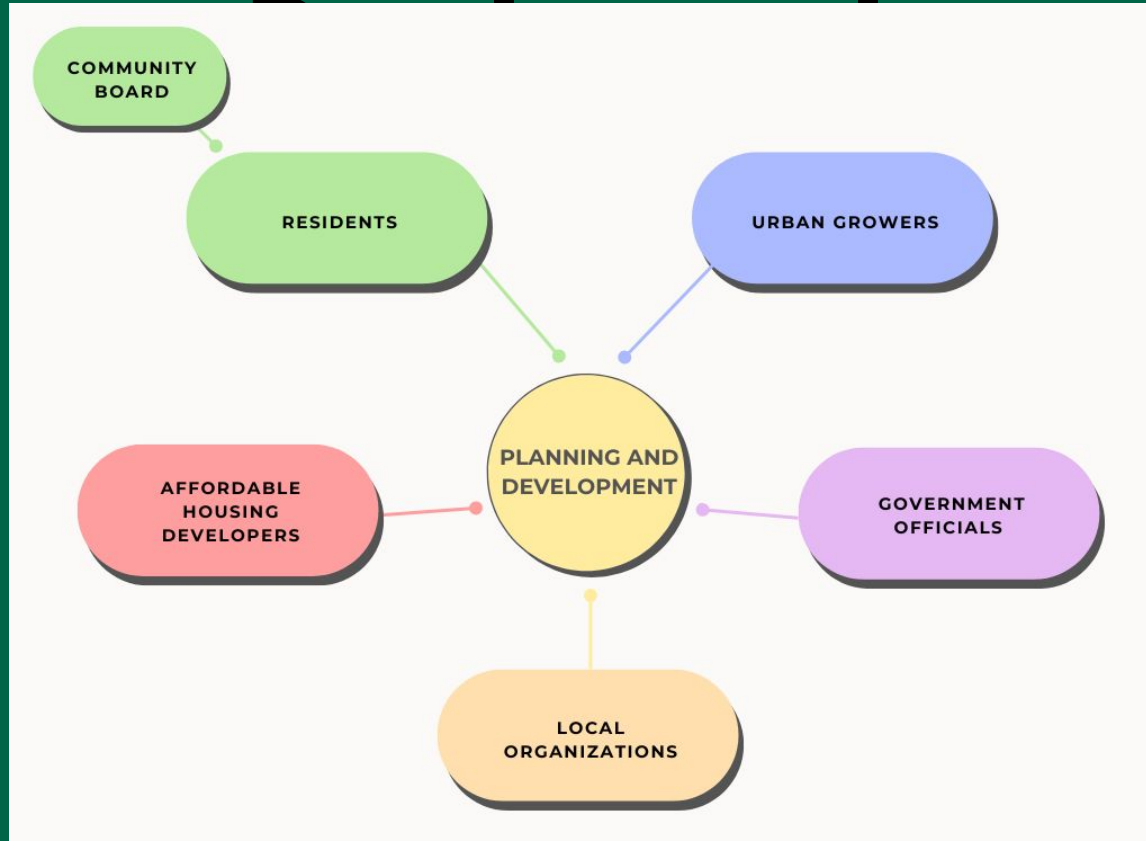 COMMUNITY
BOARD
RESIDENTS
URBAN GROWERS
PLANNING AND
DEVELOPMENT
AFFORDABLE
HOUSING
DEVELOPERS
GOVERNMENT
OFFICIALS
LOCAL
ORGANIZATIONS